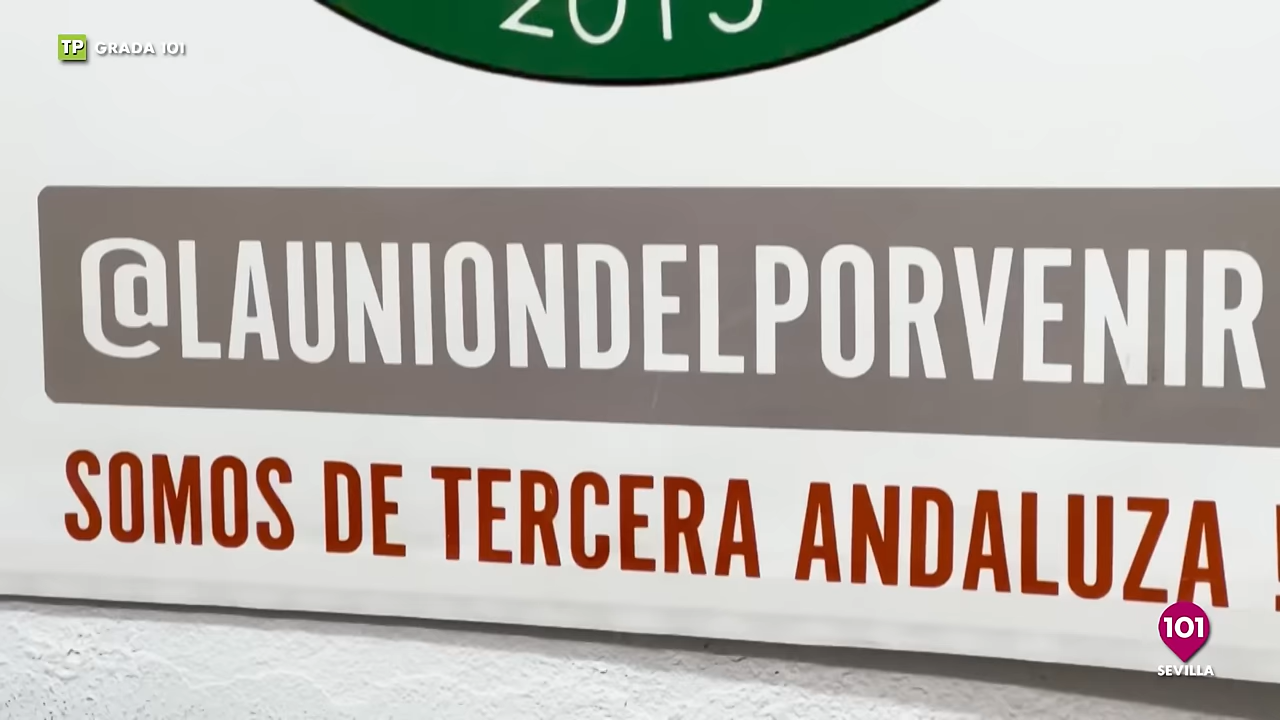 TP GRADA 101
2015
@LAUNIONDELPORVENIR
SOMOS DE TERCERA ANDALUZA !
101
SEVILLA